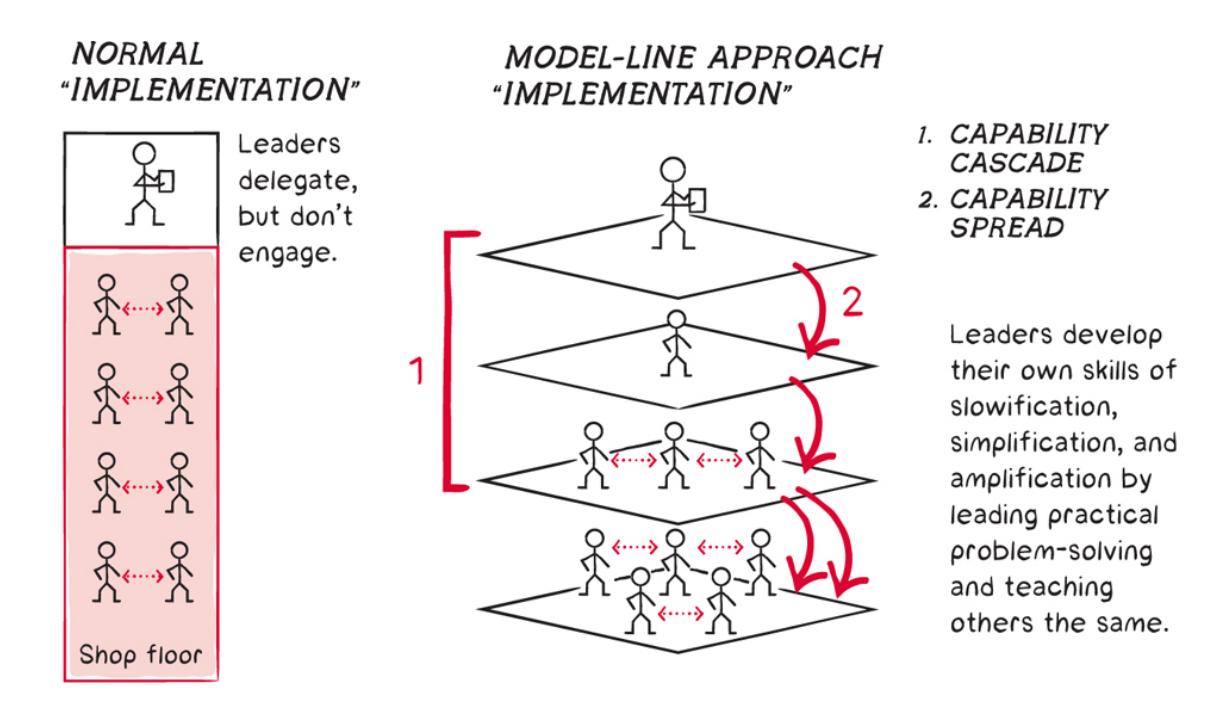 NORMAL
“IMPLEMENTATION”
Leaders
delegate,
but don’t
engage.
Shop floor
MODEL-LINE APPROACH
“IMPLEMENTATION”
1
2
1. CAPABILITY
CASCADE
2. CAPABILITY
SPREAD
Leaders develop
their own skills of
slowification,
simplification, and
amplification by
leading practical
problem-solving
and teaching
others the same.